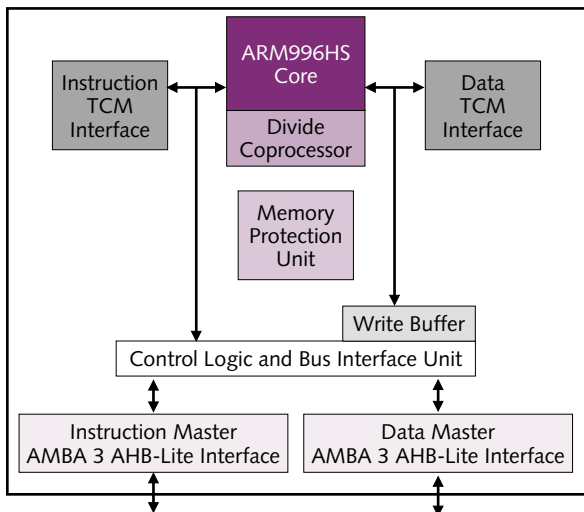 ARM996HS
Core
Instruction
TCM
Interface
Data
TCM
Interface
Divide
Coprocessor
Memory
Protection
Unit
Write Buffer
Control Logic and Bus Interface Unit
Instruction Master
AMBA 3 AHB-Lite Interface
Data Master
AMBA 3 AHB-Lite Interface